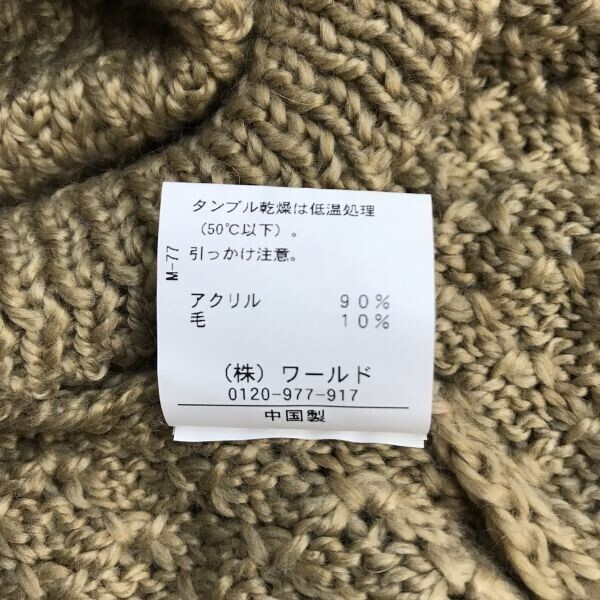 タンブル乾燥は低温処理
(50℃以下)。
引っかけ注意。
M-77
アクリル 90%
毛 10%
(株)ワールド
0120-977-917
中国製